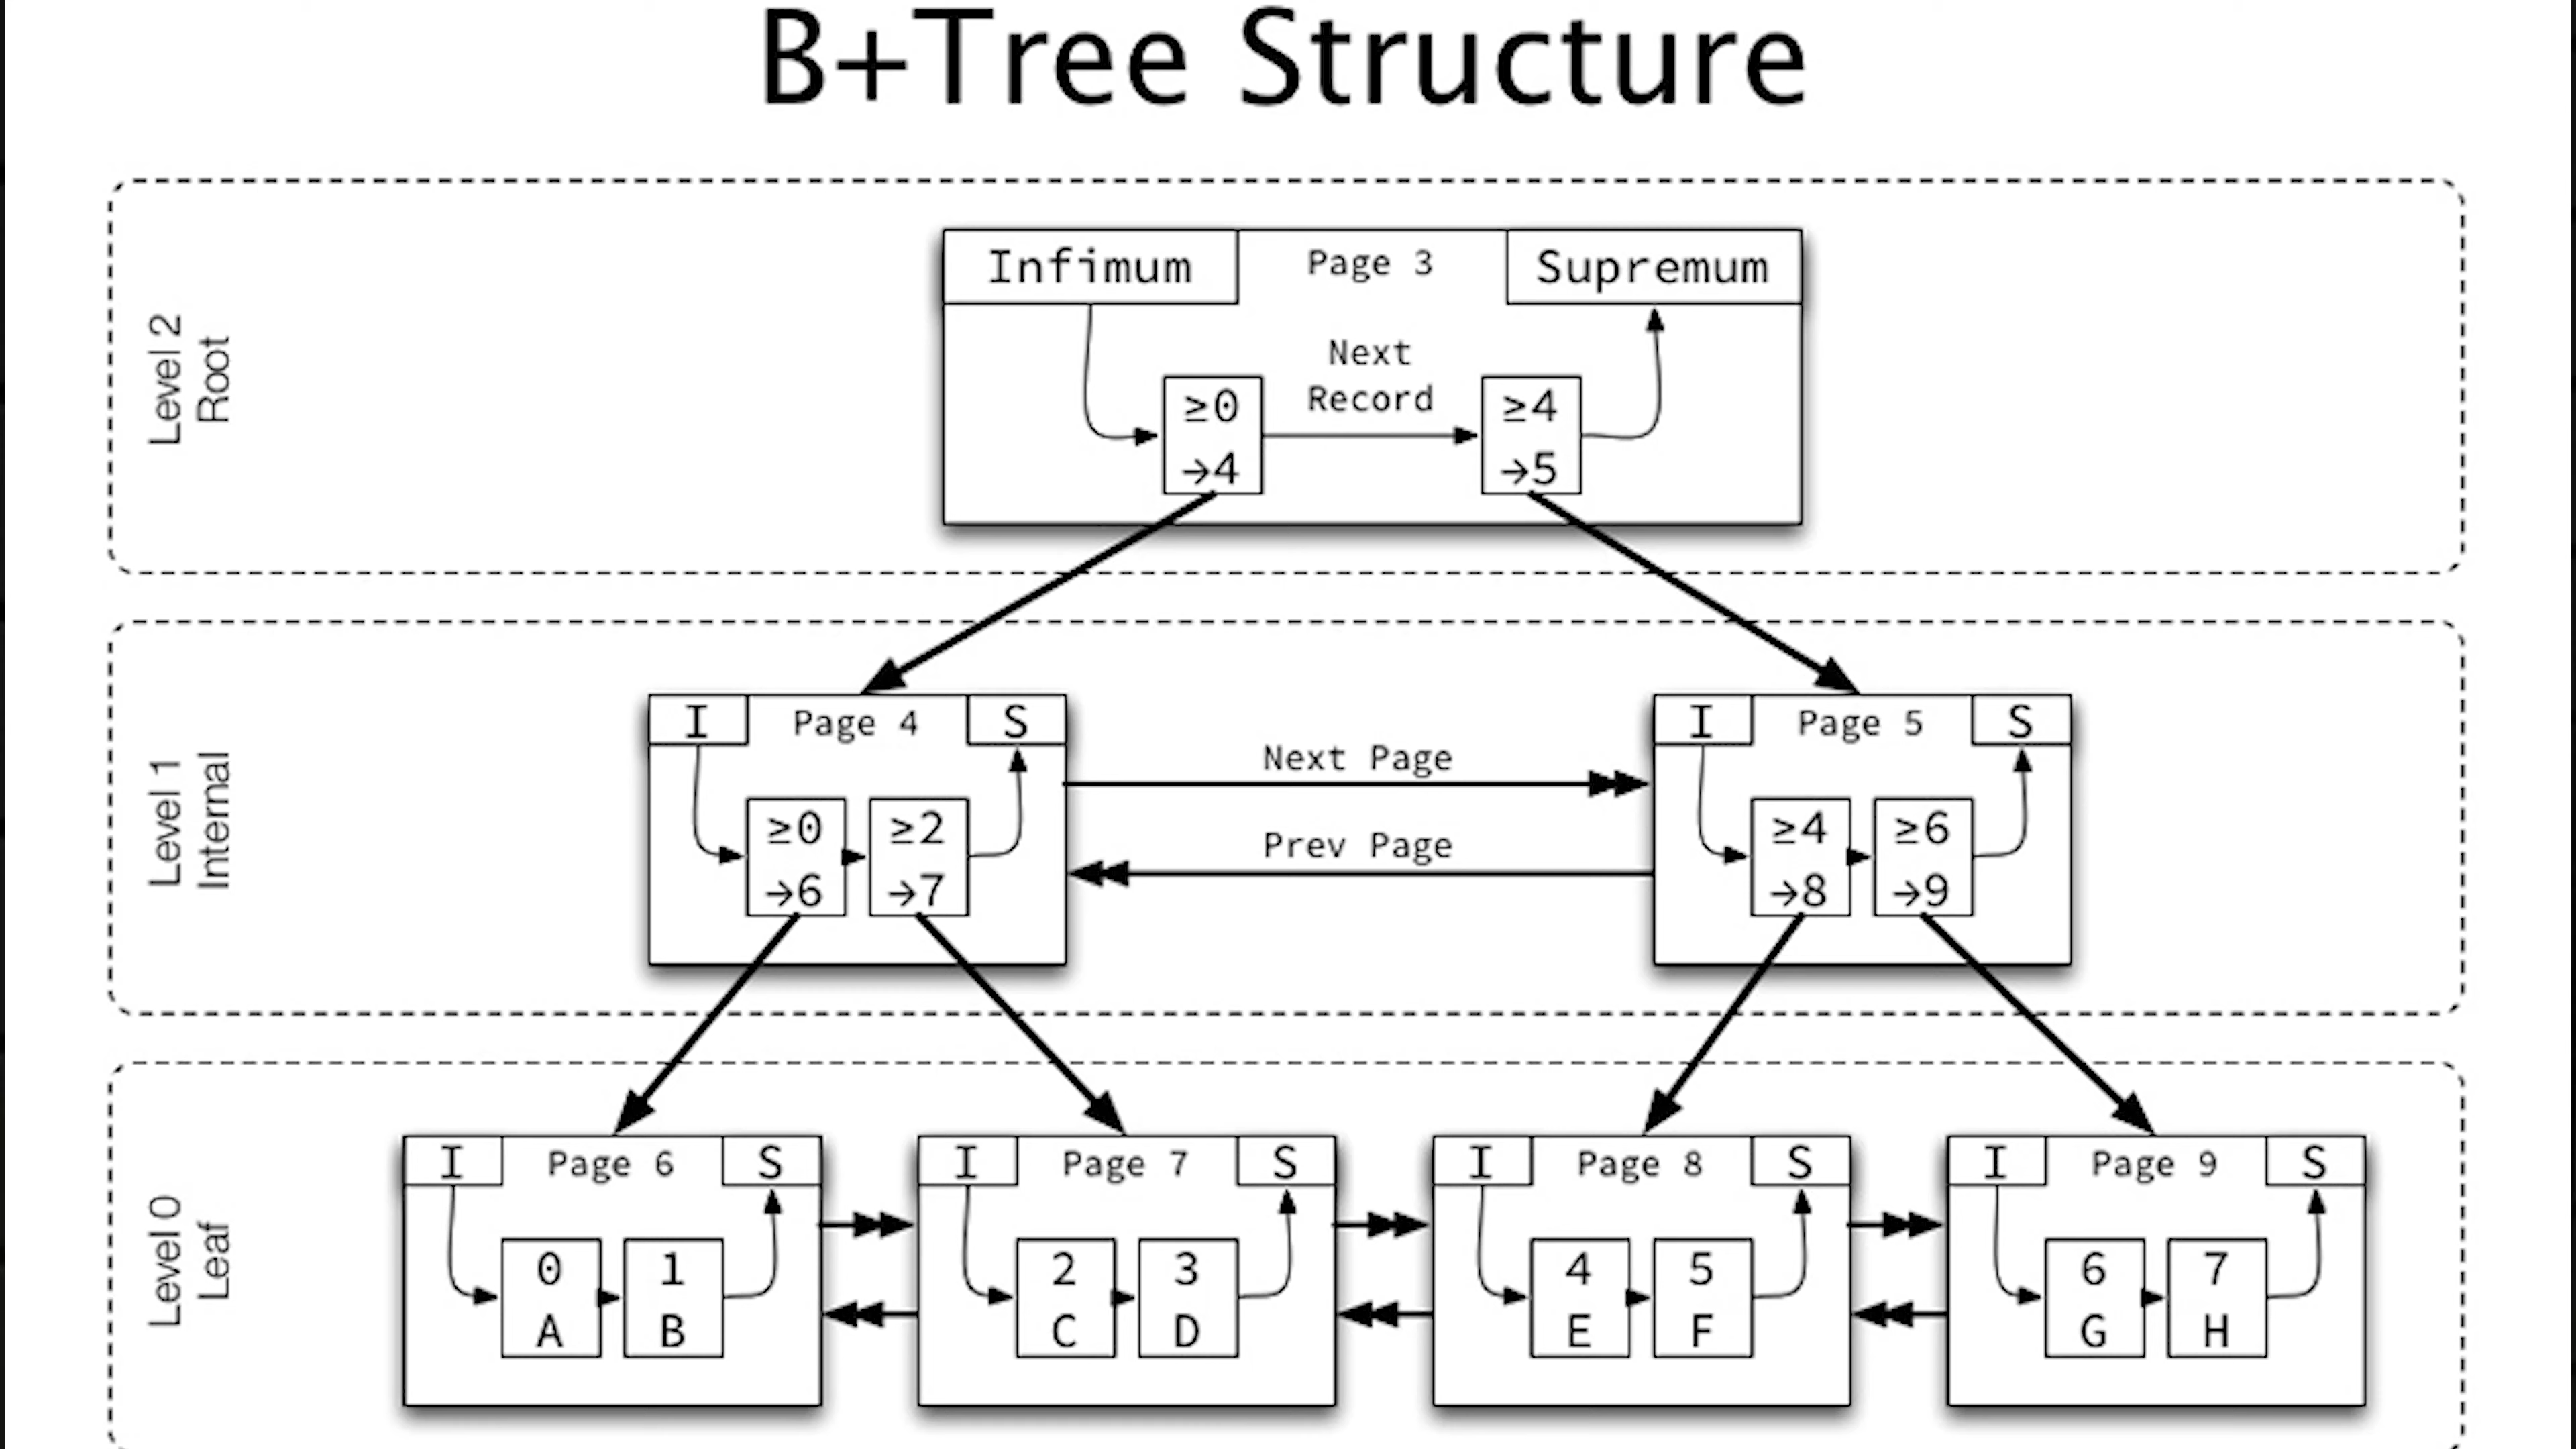 B+Tree Structure
Level 2
Root
Infimum
Page 3
Supremum
Next
Record
≥0
→4
≥4
→5
Level 1
Internal
I
Page 4
S
≥0
→6
≥2
→7
Next Page
Prev Page
I
Page 5
S
≥4
→8
≥6
→9
Level 0
Leaf
I
Page 6
S
0
A
1
B
I
Page 7
S
2
C
3
D
I
Page 8
S
4
E
5
F
I
Page 9
S
6
G
7
H